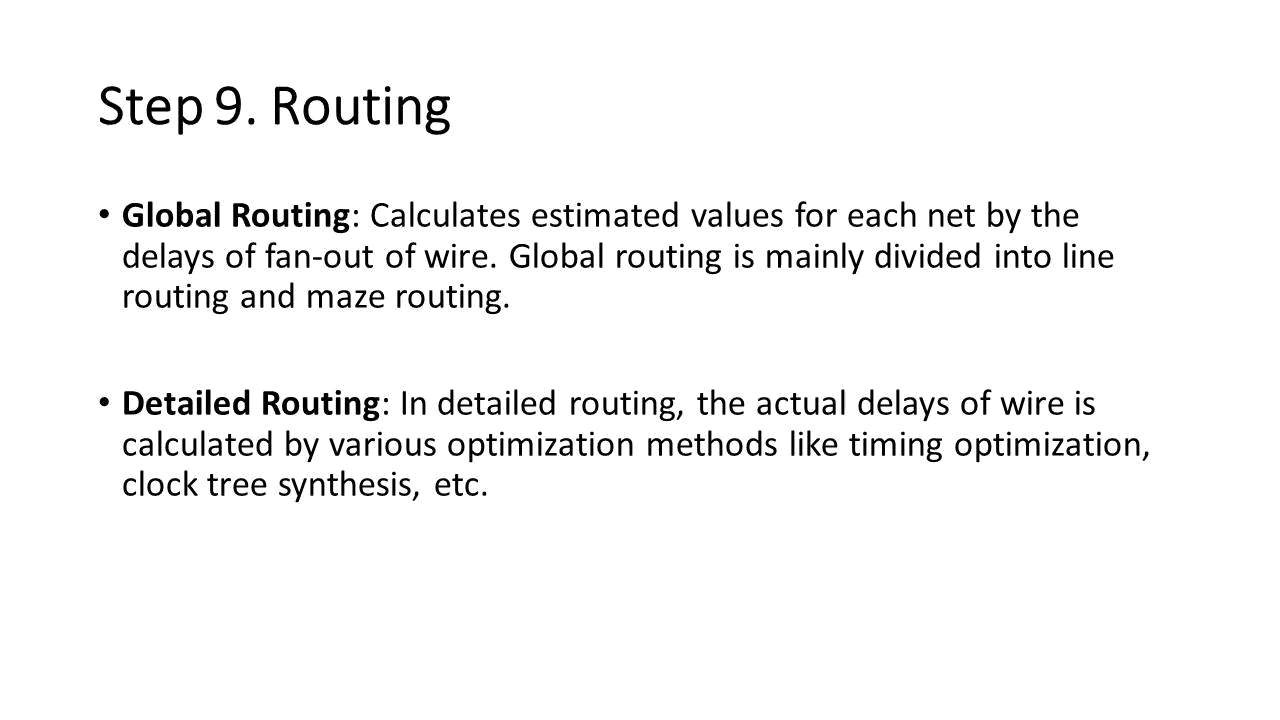 Step 9. Routing
• Global Routing: Calculates estimated values for each net by the
delays of fan-out of wire. Global routing is mainly divided into line
routing and maze routing.
• Detailed Routing: In detailed routing, the actual delays of wire is
calculated by various optimization methods like timing optimization,
clock tree synthesis, etc.